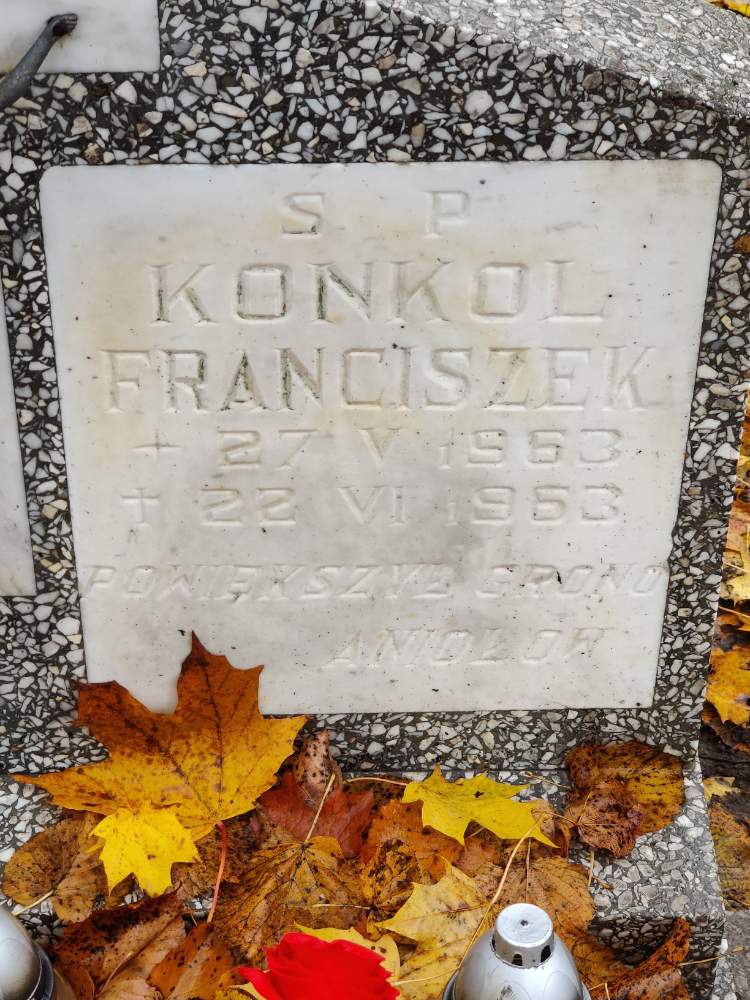 S P
KONKOL
FRANCISZEK
+ 27 V 1963
† 22 VI 1963
POWIĘKSZYŁ GRONO
ANIOŁÓW